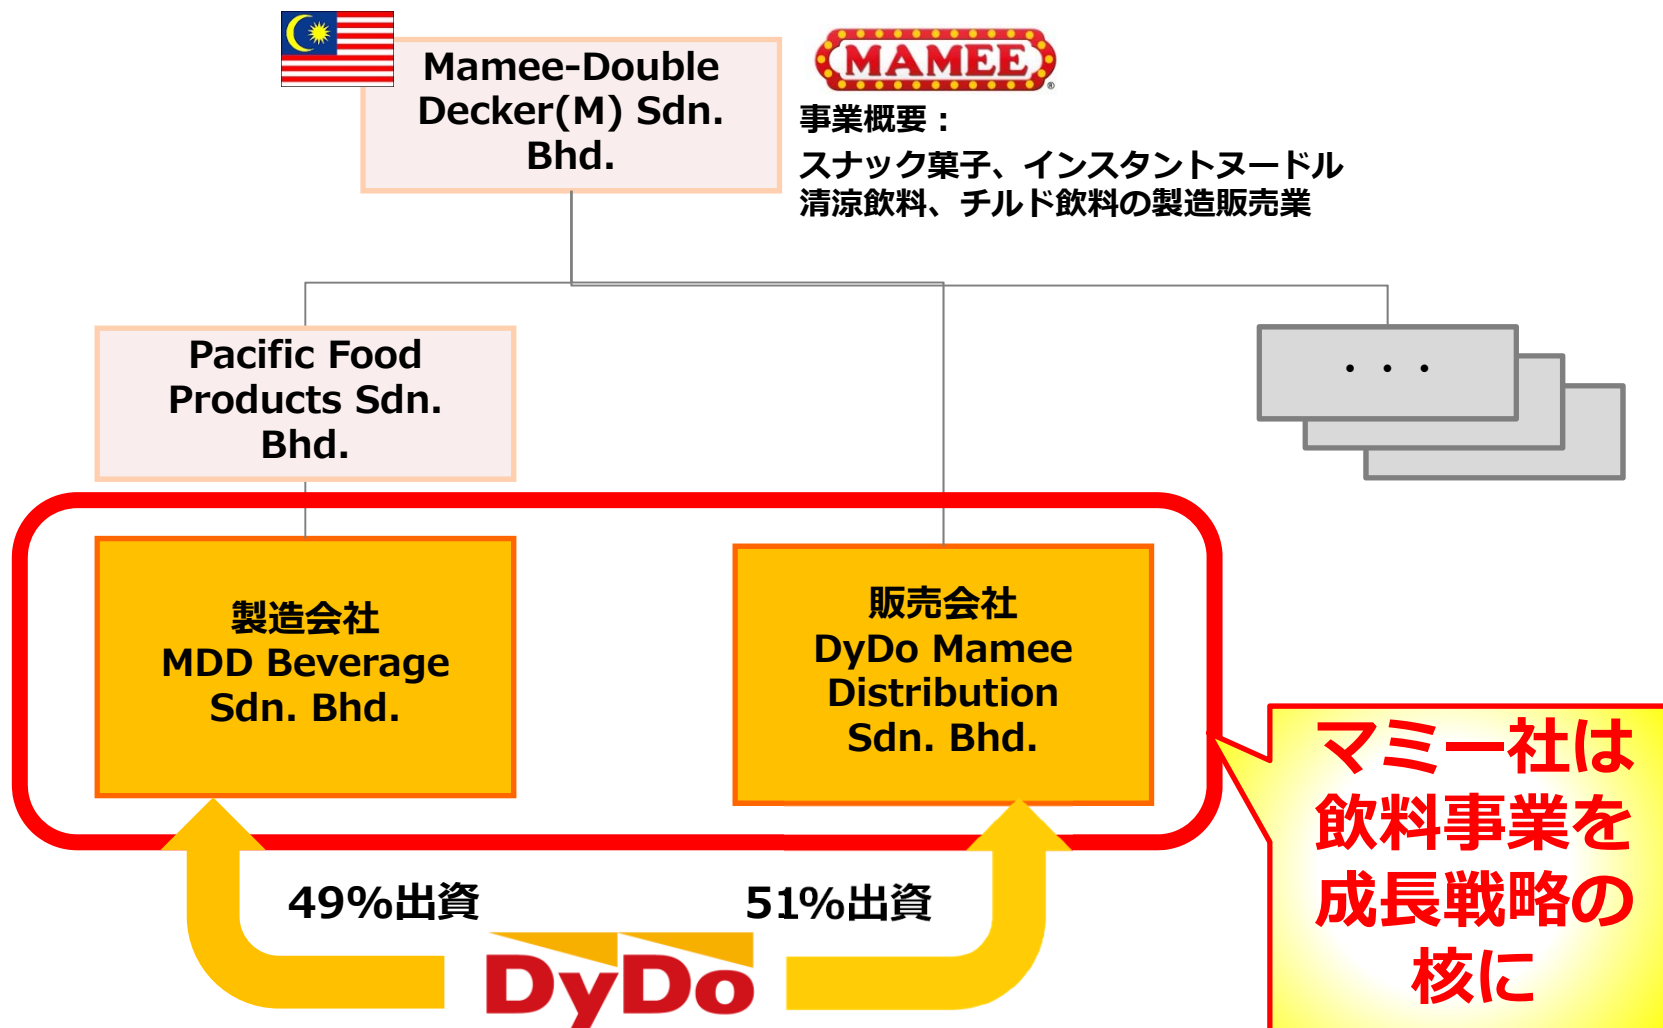 Mamee-Double
Decker(M) Sdn.
Bhd.
MAMEE
®
事業概要：
スナック菓子、インスタントヌードル
清涼飲料、チルド飲料の製造販売業
Pacific Food
Products Sdn.
Bhd.
・・・
製造会社
MDD Beverage
Sdn. Bhd.
販売会社
DyDo Mamee
Distribution
Sdn. Bhd.
マミー社は
飲料事業を
成長戦略の
核に
49%出資
51%出資
DyDo